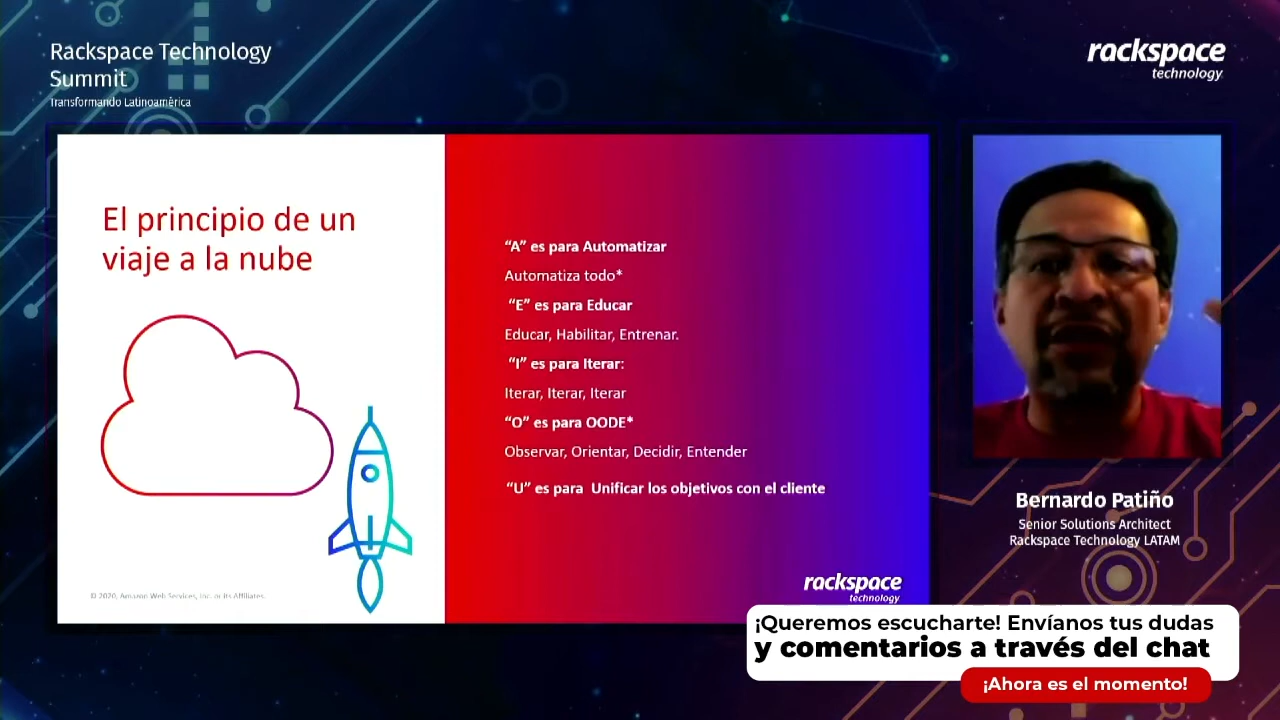 Rackspace Technology
Summit
Transformando Latinoamérica
rackspace
technology
El principio de un
viaje a la nube
“A” es para Automatizar
Automatiza todo*
“E” es para Educar
Educar, Habilitar, Entrenar.
“I” es para Iterar:
Iterar, Iterar, Iterar
“O” es para OODE*
Observar, Orientar, Decidir, Entender
“U” es para Unificar los objetivos con el cliente
© 2020, Amazon Web Services, Inc. or its Affiliates.
rackspace
technology
Bernardo Patiño
Senior Solutions Architect
Rackspace Technology LATAM
¡Queremos escucharte! Envíanos tus dudas
y comentarios a través del chat
¡Ahora es el momento!